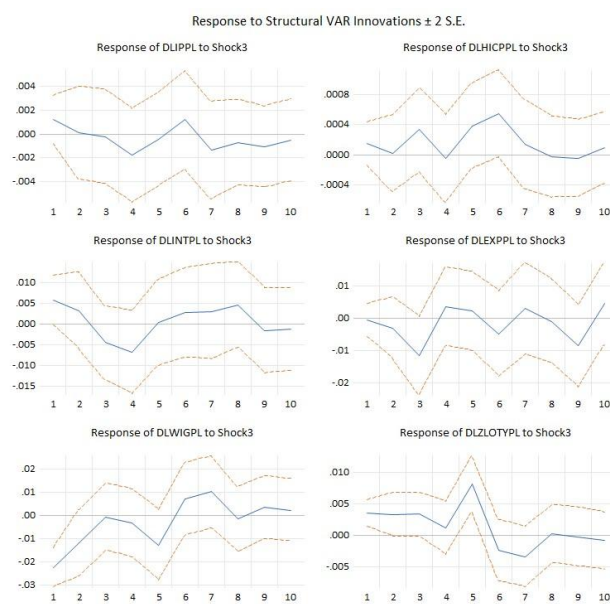 Response to Structural VAR Innovations ± 2 S.E.
Response of DLIPPL to Shock3
.004
.002
.000
-.002
-.004
1 2 3 4 5 6 7 8 9 10
Response of DLHICPPL to Shock3
.0008
.0004
.0000
-.0004
1 2 3 4 5 6 7 8 9 10
Response of DLINTPL to Shock3
.010
.005
.000
-.005
-.010
-.015
1 2 3 4 5 6 7 8 9 10
Response of DLEXPPL to Shock3
.01
.00
-.01
-.02
1 2 3 4 5 6 7 8 9 10
Response of DLWIGPL to Shock3
.02
.01
.00
-.01
-.02
-.03
1 2 3 4 5 6 7 8 9 10
Response of DLZLOTYPL to Shock3
.010
.005
.000
-.005
1 2 3 4 5 6 7 8 9 10